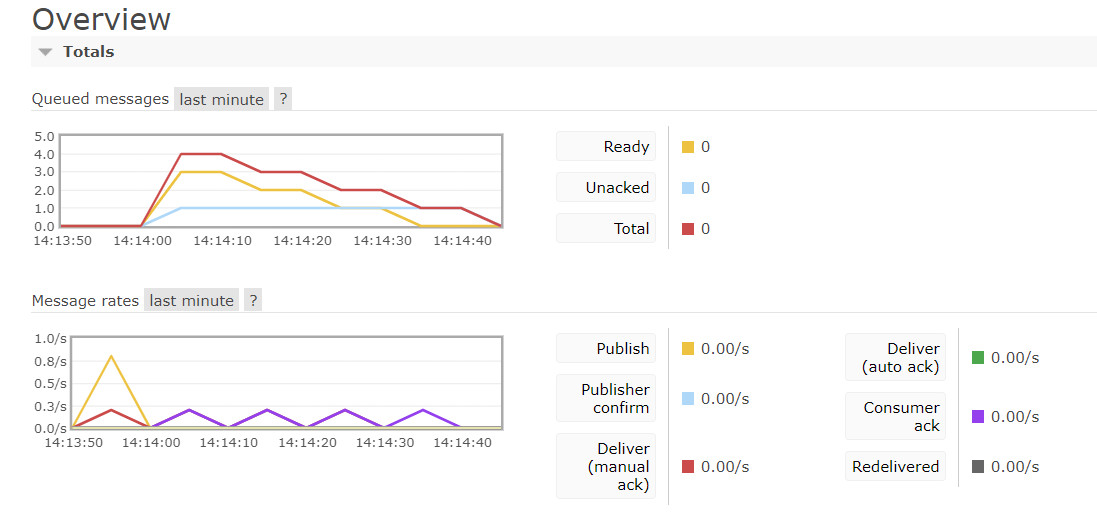 Overview
Totals
Queued messages last minute ?
5.0
4.0
3.0
2.0
1.0
0.0
14:13:50 14:14:00 14:14:10 14:14:20 14:14:30 14:14:40
Ready 0
Unacked 0
Total 0
Message rates last minute ?
1.0/s
0.8/s
0.5/s
0.3/s
0.0/s
14:13:50 14:14:00 14:14:10 14:14:20 14:14:30 14:14:40
Publish 0.00/s
Publisher
confirm 0.00/s
Deliver
(manual
ack) 0.00/s
Deliver
(auto ack) 0.00/s
Consumer
ack 0.00/s
Redelivered 0.00/s